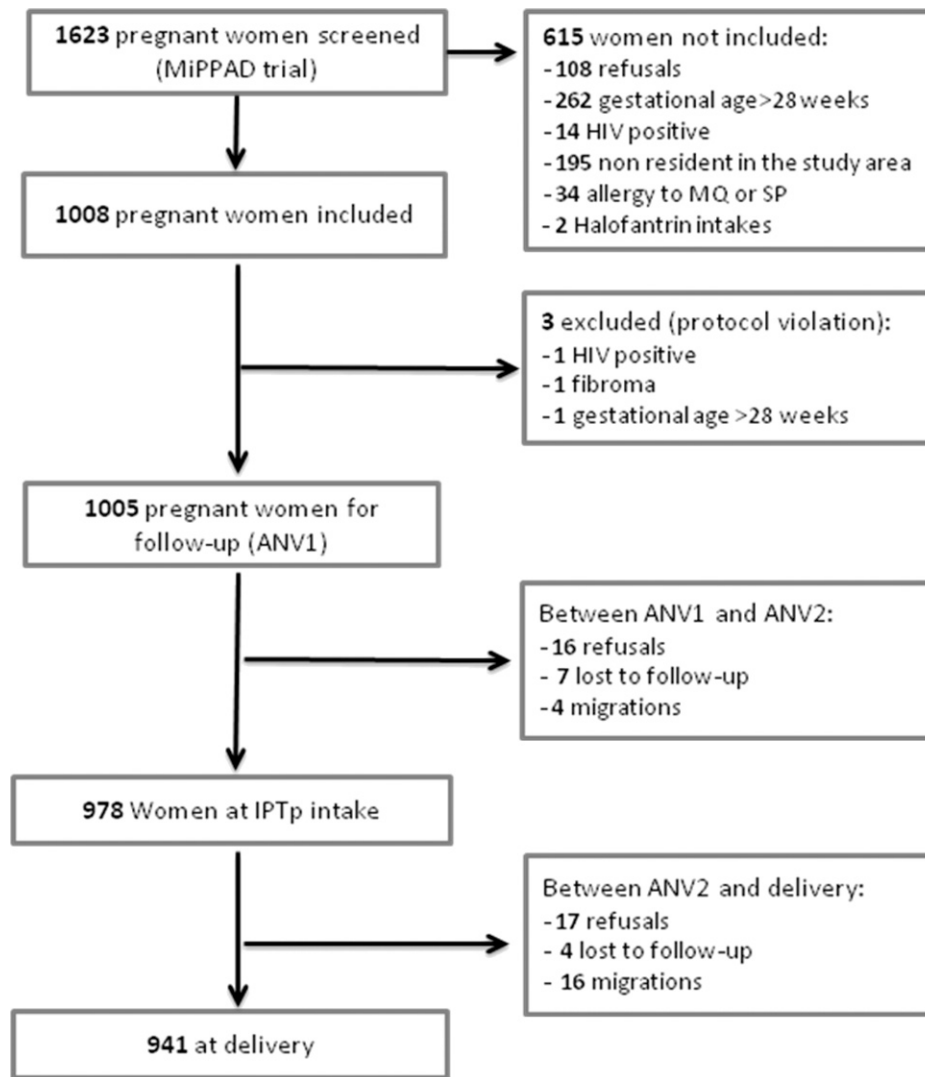 1623 pregnant women screened
(MiPPAD trial)
615 women not included:
-108 refusals
-262 gestational age>28 weeks
-14 HIV positive
-195 non resident in the study area
-34 allergy to MQ or SP
- 2 Halofantrin intakes
1008 pregnant women included
3 excluded (protocol violation):
-1 HIV positive
-1 fibroma
-1 gestational age >28 weeks
1005 pregnant women for
follow-up (ANV1)
Between ANV1 and ANV2:
-16 refusals
- 7 lost to follow-up
-4 migrations
978 Women at IPTp intake
Between ANV2 and delivery:
-17 refusals
- 4 lost to follow-up
- 16 migrations
941 at delivery